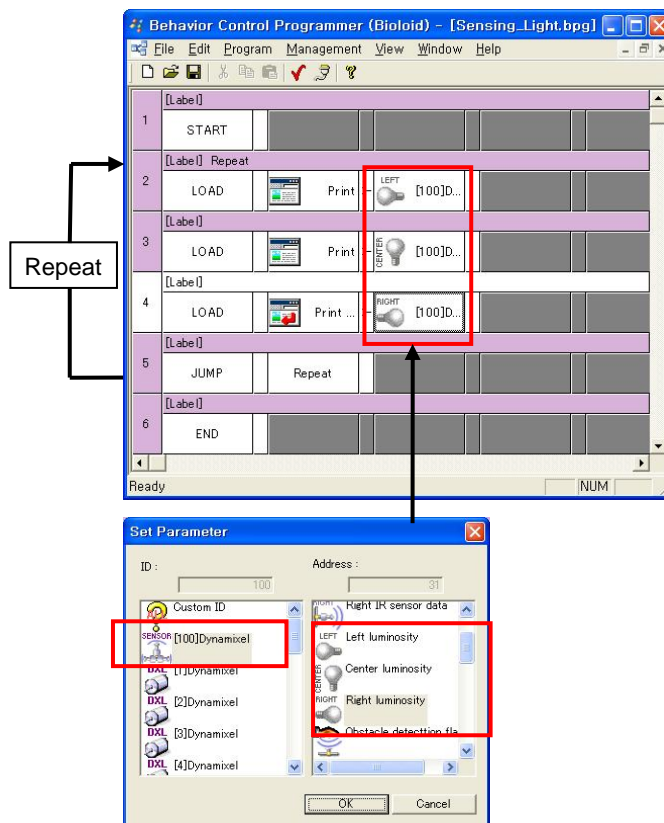 Behavior Control Programmer (Bioloid) - [Sensing_Light.bpg]
File Edit Program Management View Window Help
[Label]
1
START
[Label] Repeat
2
LOAD
Print
LEFT
[100]D...
[Label]
3
LOAD
Print
CENTER
[100]D...
[Label]
4
LOAD
Print ...
RIGHT
[100]D...
[Label]
5
JUMP
Repeat
[Label]
6
END
Repeat
Ready
NUM
Set Parameter
ID :
Address :
100
31
Custom ID
SENSOR [100]Dynamixel
DXL [1]Dynamixel
DXL [2]Dynamixel
DXL [3]Dynamixel
DXL [4]Dynamixel
RIGHT Right IR sensor data
LEFT Left luminosity
CENTER Center luminosity
RIGHT Right luminosity
Obstacle detecttion fla
OK
Cancel